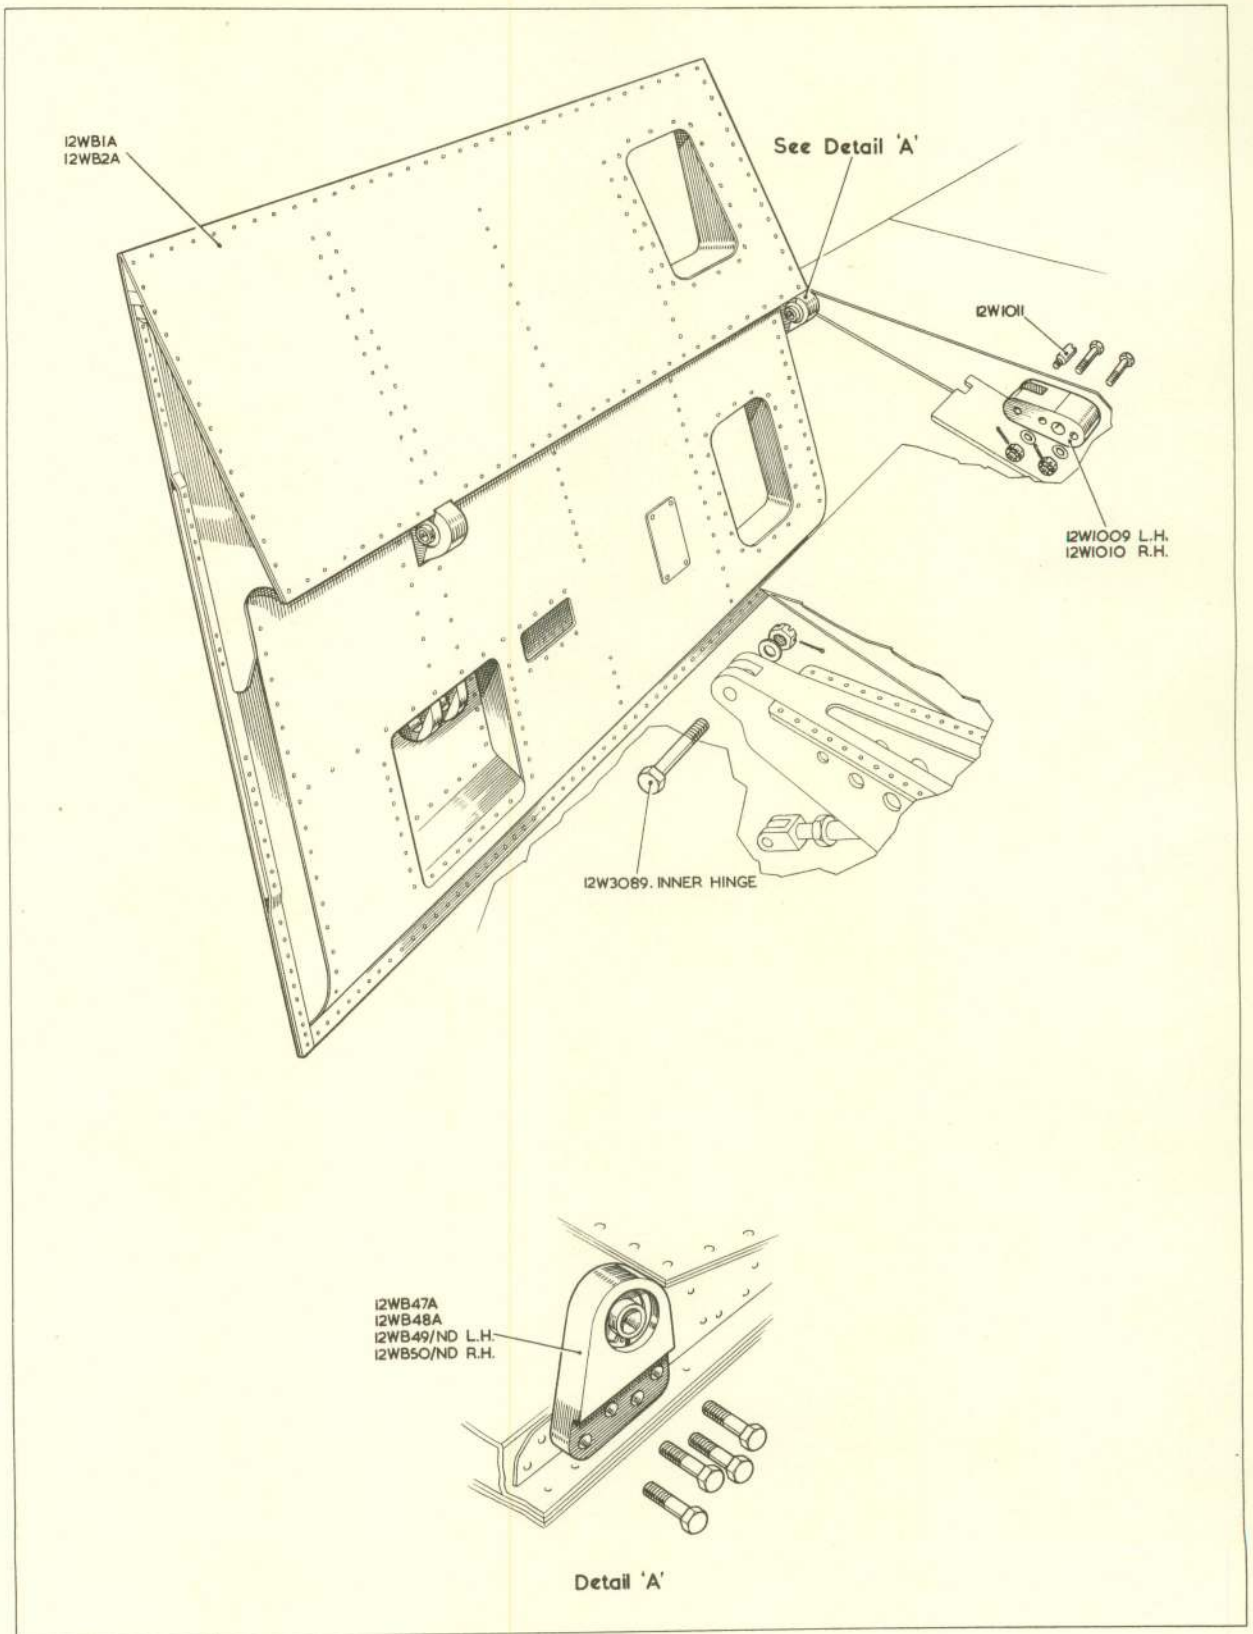 12WB1A
12WB2A
See Detail 'A'
12W1011
12W1009 L.H.
12W1010 R.H.
12W3089. INNER HINGE
12WB47A
12WB48A
12WB49/ND L.H.
12WB50/ND R.H.
Detail 'A'